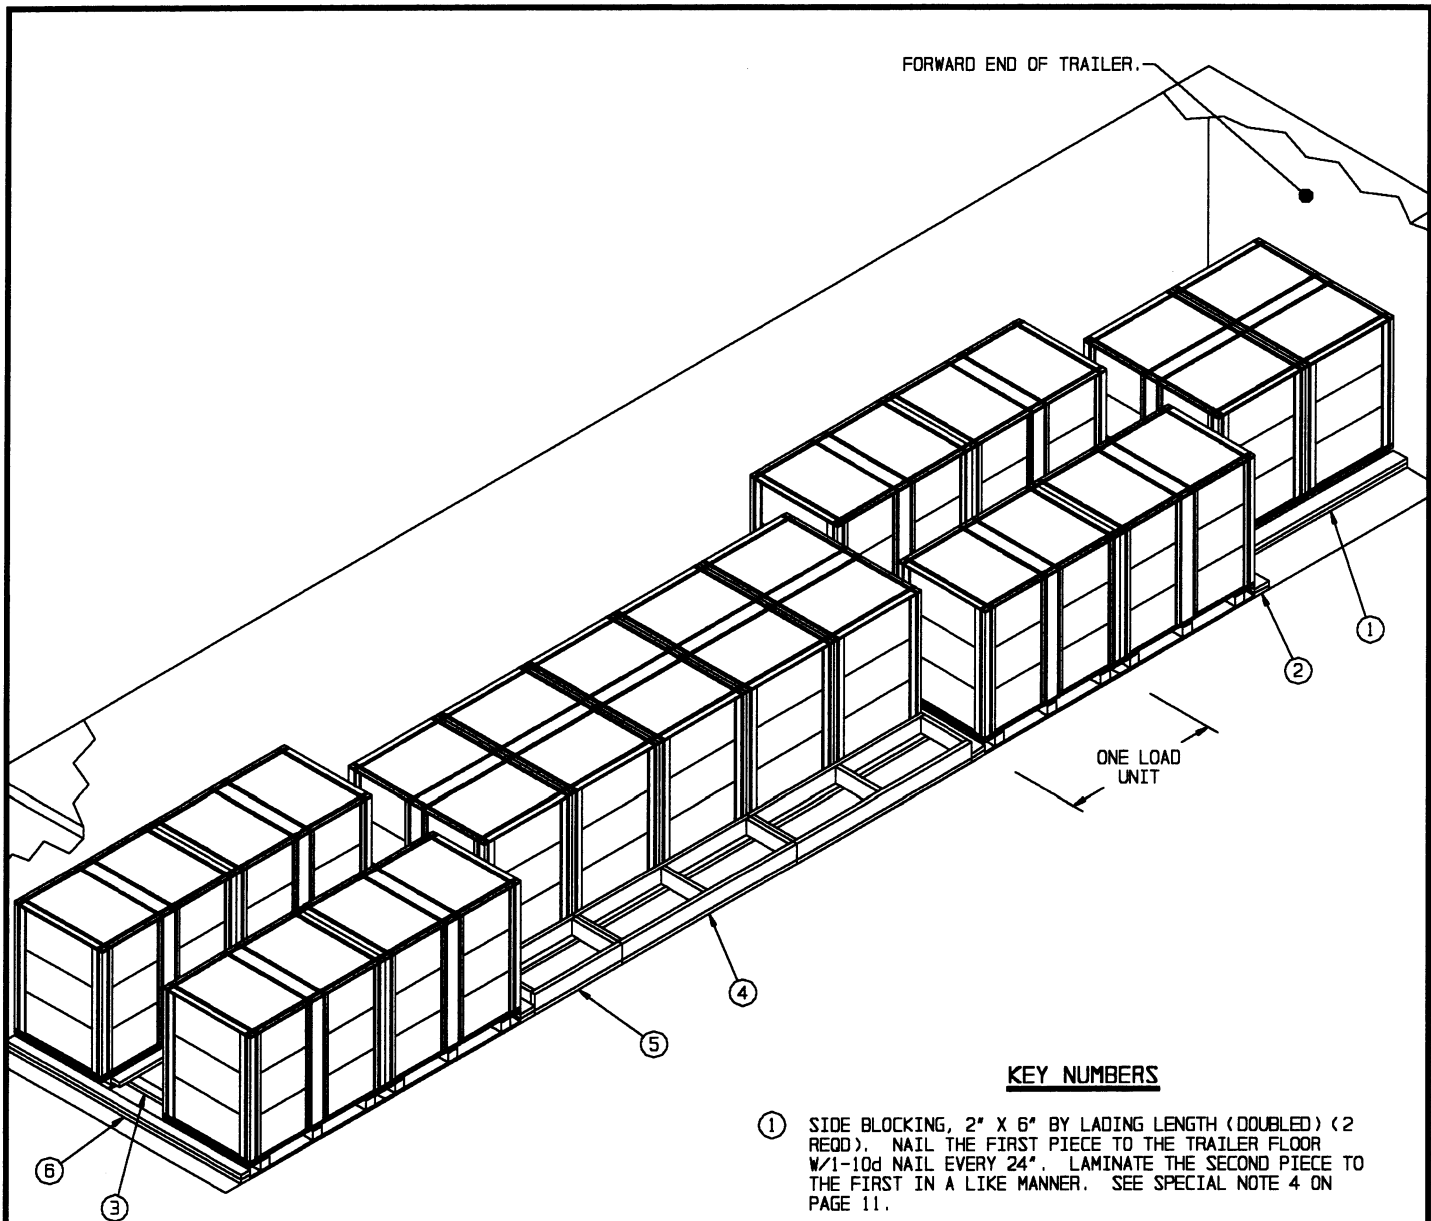 FORWARD END OF TRAILER.
1
2
ONE LOAD
UNIT
4
5
6
3
KEY NUMBERS
1 SIDE BLOCKING, 2" X 6" BY LADING LENGTH (DOUBLED) (2
REQD). NAIL THE FIRST PIECE TO THE TRAILER FLOOR
W/1-10d NAIL EVERY 24". LAMINATE THE SECOND PIECE TO
THE FIRST IN A LIKE MANNER. SEE SPECIAL NOTE 4 ON
PAGE 11.